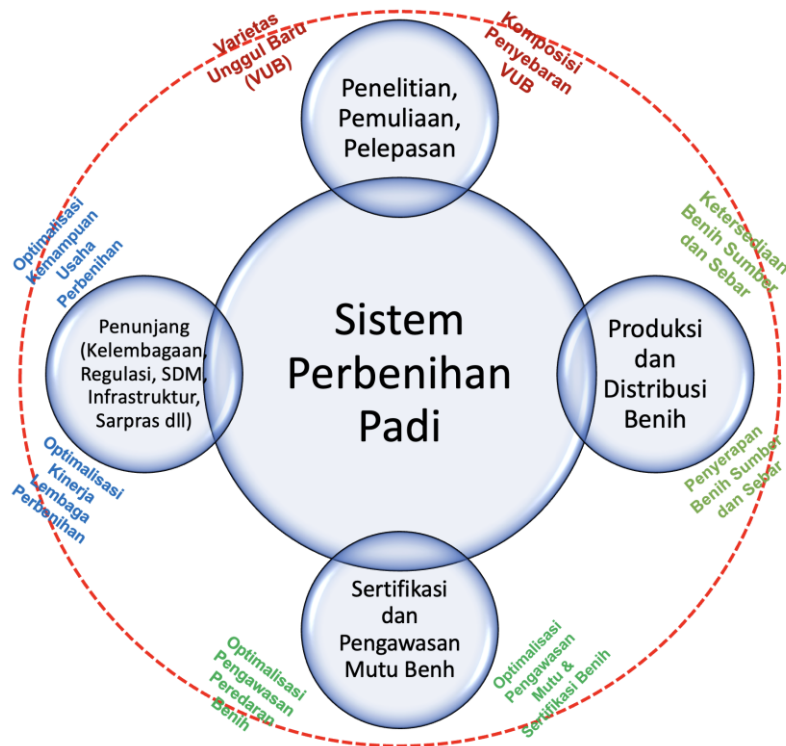 Varietas
Unggul Baru
(VUB)
Komposisi
Penyebaran
VUB
Penelitian,
Pemuliaan,
Pelepasan
Optimalisasi
Kemampuan
Usaha
Perbenihan
Ketersediaan
Benih Sumber
dan Sebar
Penunjang
(Kelembagaan,
Regulasi, SDM,
Infrastruktur,
Sarpras dll)
Sistem
Perbenihan
Padi
Produksi
dan
Distribusi
Benih
Optimalisasi
Kinerja
Lembaga
Perbenihan
Penyerapan
Benih Sumber
dan Sebar
Sertifikasi
dan
Pengawasan
Mutu Benh
Optimalisasi
Pengawasan
Peredaran
Benih
Optimalisasi
Pengawasan
Mutu &
Sertifikasi Benih